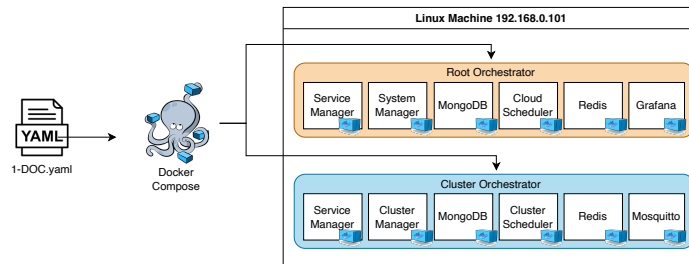 Linux Machine 192.168.0.101
Root Orchestrator
Service
Manager
System
Manager
MongoDB
Cloud
Scheduler
Redis
Grafana
YAML
1-DOC.yaml
Docker
Compose
Cluster Orchestrator
Service
Manager
Cluster
Manager
MongoDB
Cluster
Scheduler
Redis
Mosquitto